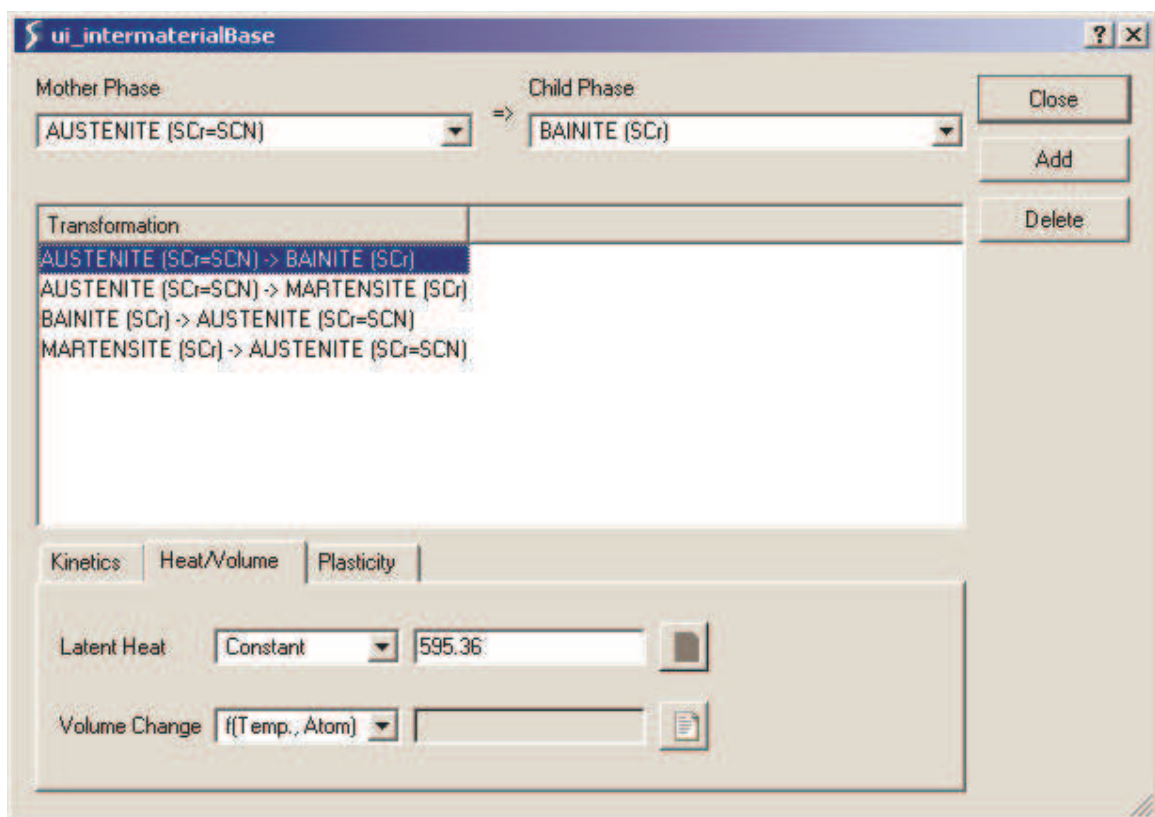 ui_intermaterialBase
Mother Phase
=>
Child Phase
AUSTENITE (SCr=SCN)
BAINITE (SCr)
Close
Add
Delete
Transformation
AUSTENITE (SCr=SCN) -> BAINITE (SCr)
AUSTENITE (SCr=SCN) -> MARTENSITE (SCr)
BAINITE (SCr) -> AUSTENITE (SCr=SCN)
MARTENSITE (SCr) -> AUSTENITE (SCr=SCN)
Kinetics
Heat/Volume
Plasticity
Latent Heat
Constant
595.36
Volume Change
f(Temp., Atom)